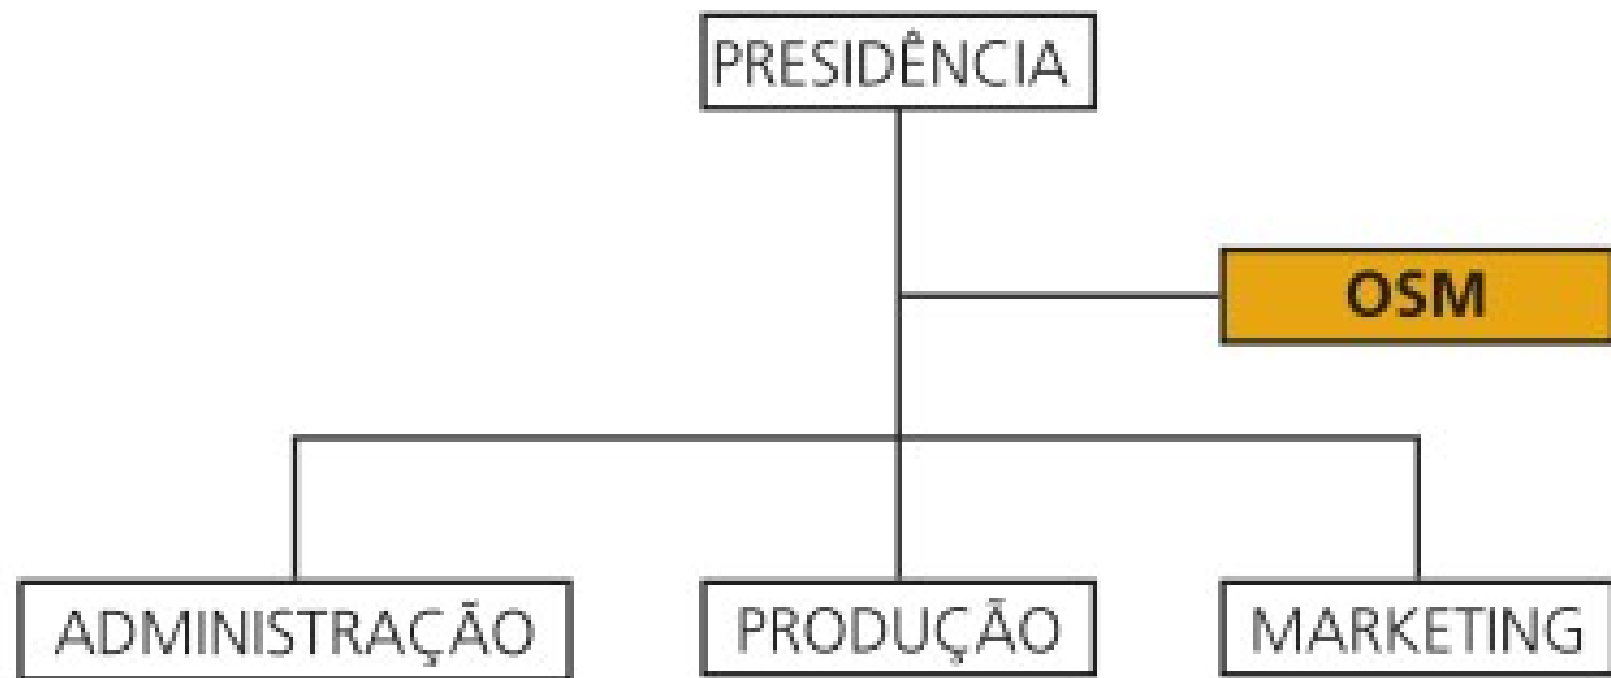 PRESIDÊNCIA
OSM
ADMINISTRAÇÃO
PRODUÇÃO
MARKETING